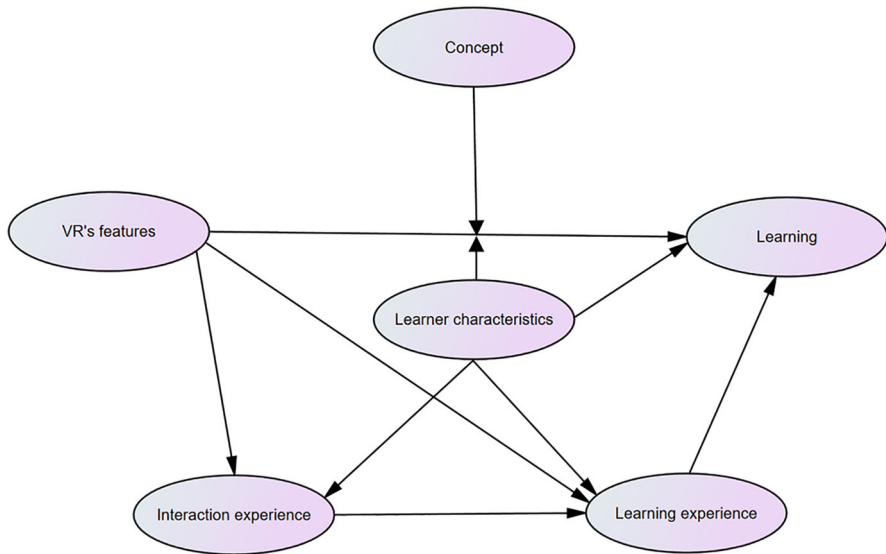 Concept
VR's features
Learning
Learner characteristics
Interaction experience
Learning experience